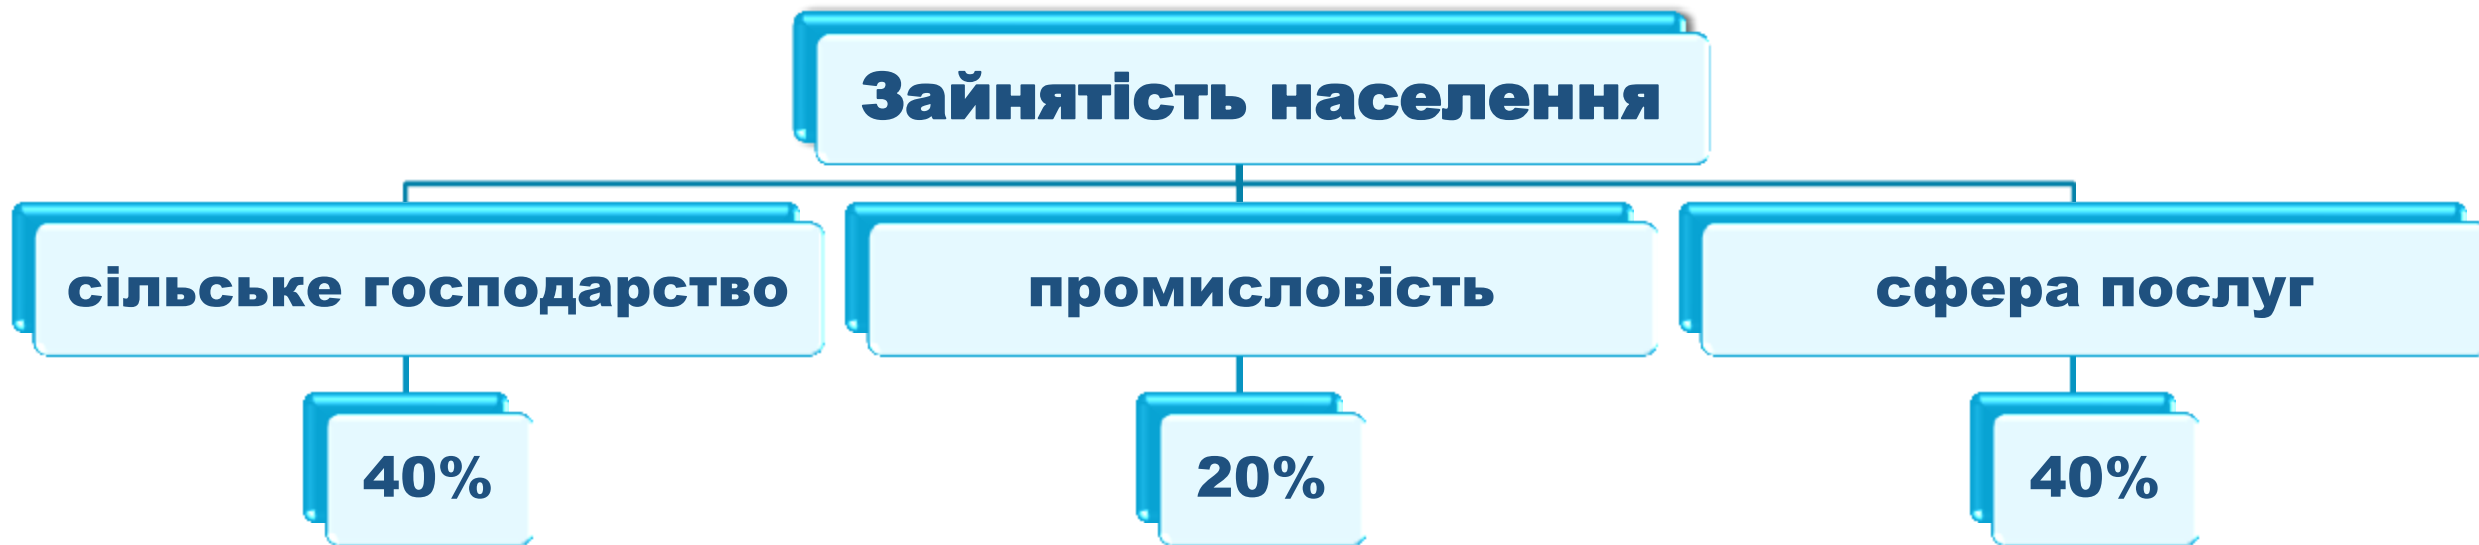 Зайнятість населення
сільське господарство
промисловість
сфера послуг
40%
20%
40%